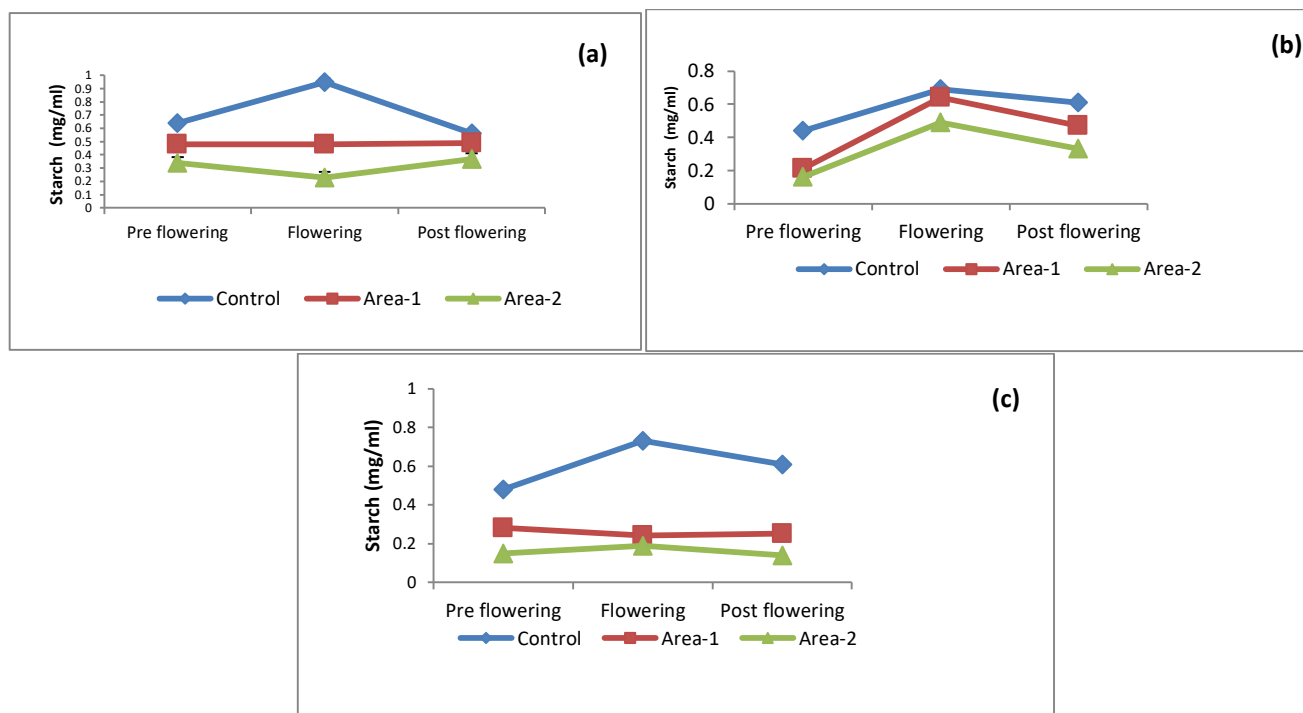 (a)
Starch (mg/ml)
1
0.9
0.8
0.7
0.6
0.5
0.4
0.3
0.2
0.1
0
Pre flowering Flowering Post flowering
Control Area-1 Area-2
(b)
Starch (mg/ml)
0.8
0.6
0.4
0.2
0
Pre flowering Flowering Post flowering
Control Area-1 Area-2
(c)
Starch (mg/ml)
1
0.8
0.6
0.4
0.2
0
Pre flowering Flowering Post flowering
Control Area-1 Area-2